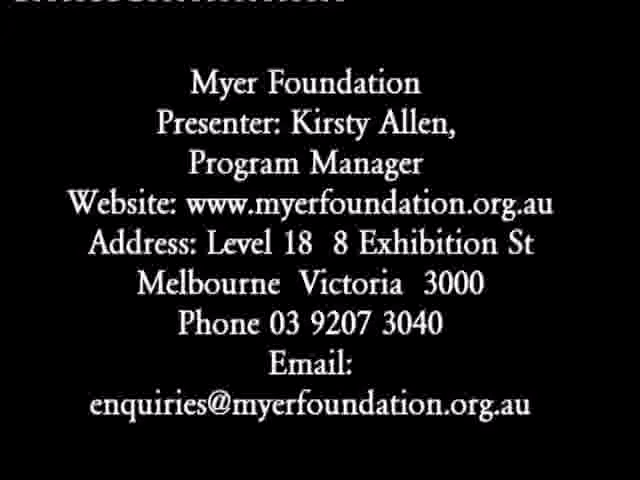 Myer Foundation
Presenter: Kirsty Allen,
Program Manager
Website: www.myerfoundation.org.au
Address: Level 18  8 Exhibition St
Melbourne  Victoria  3000
Phone 03 9207 3040
Email:
enquiries@myerfoundation.org.au